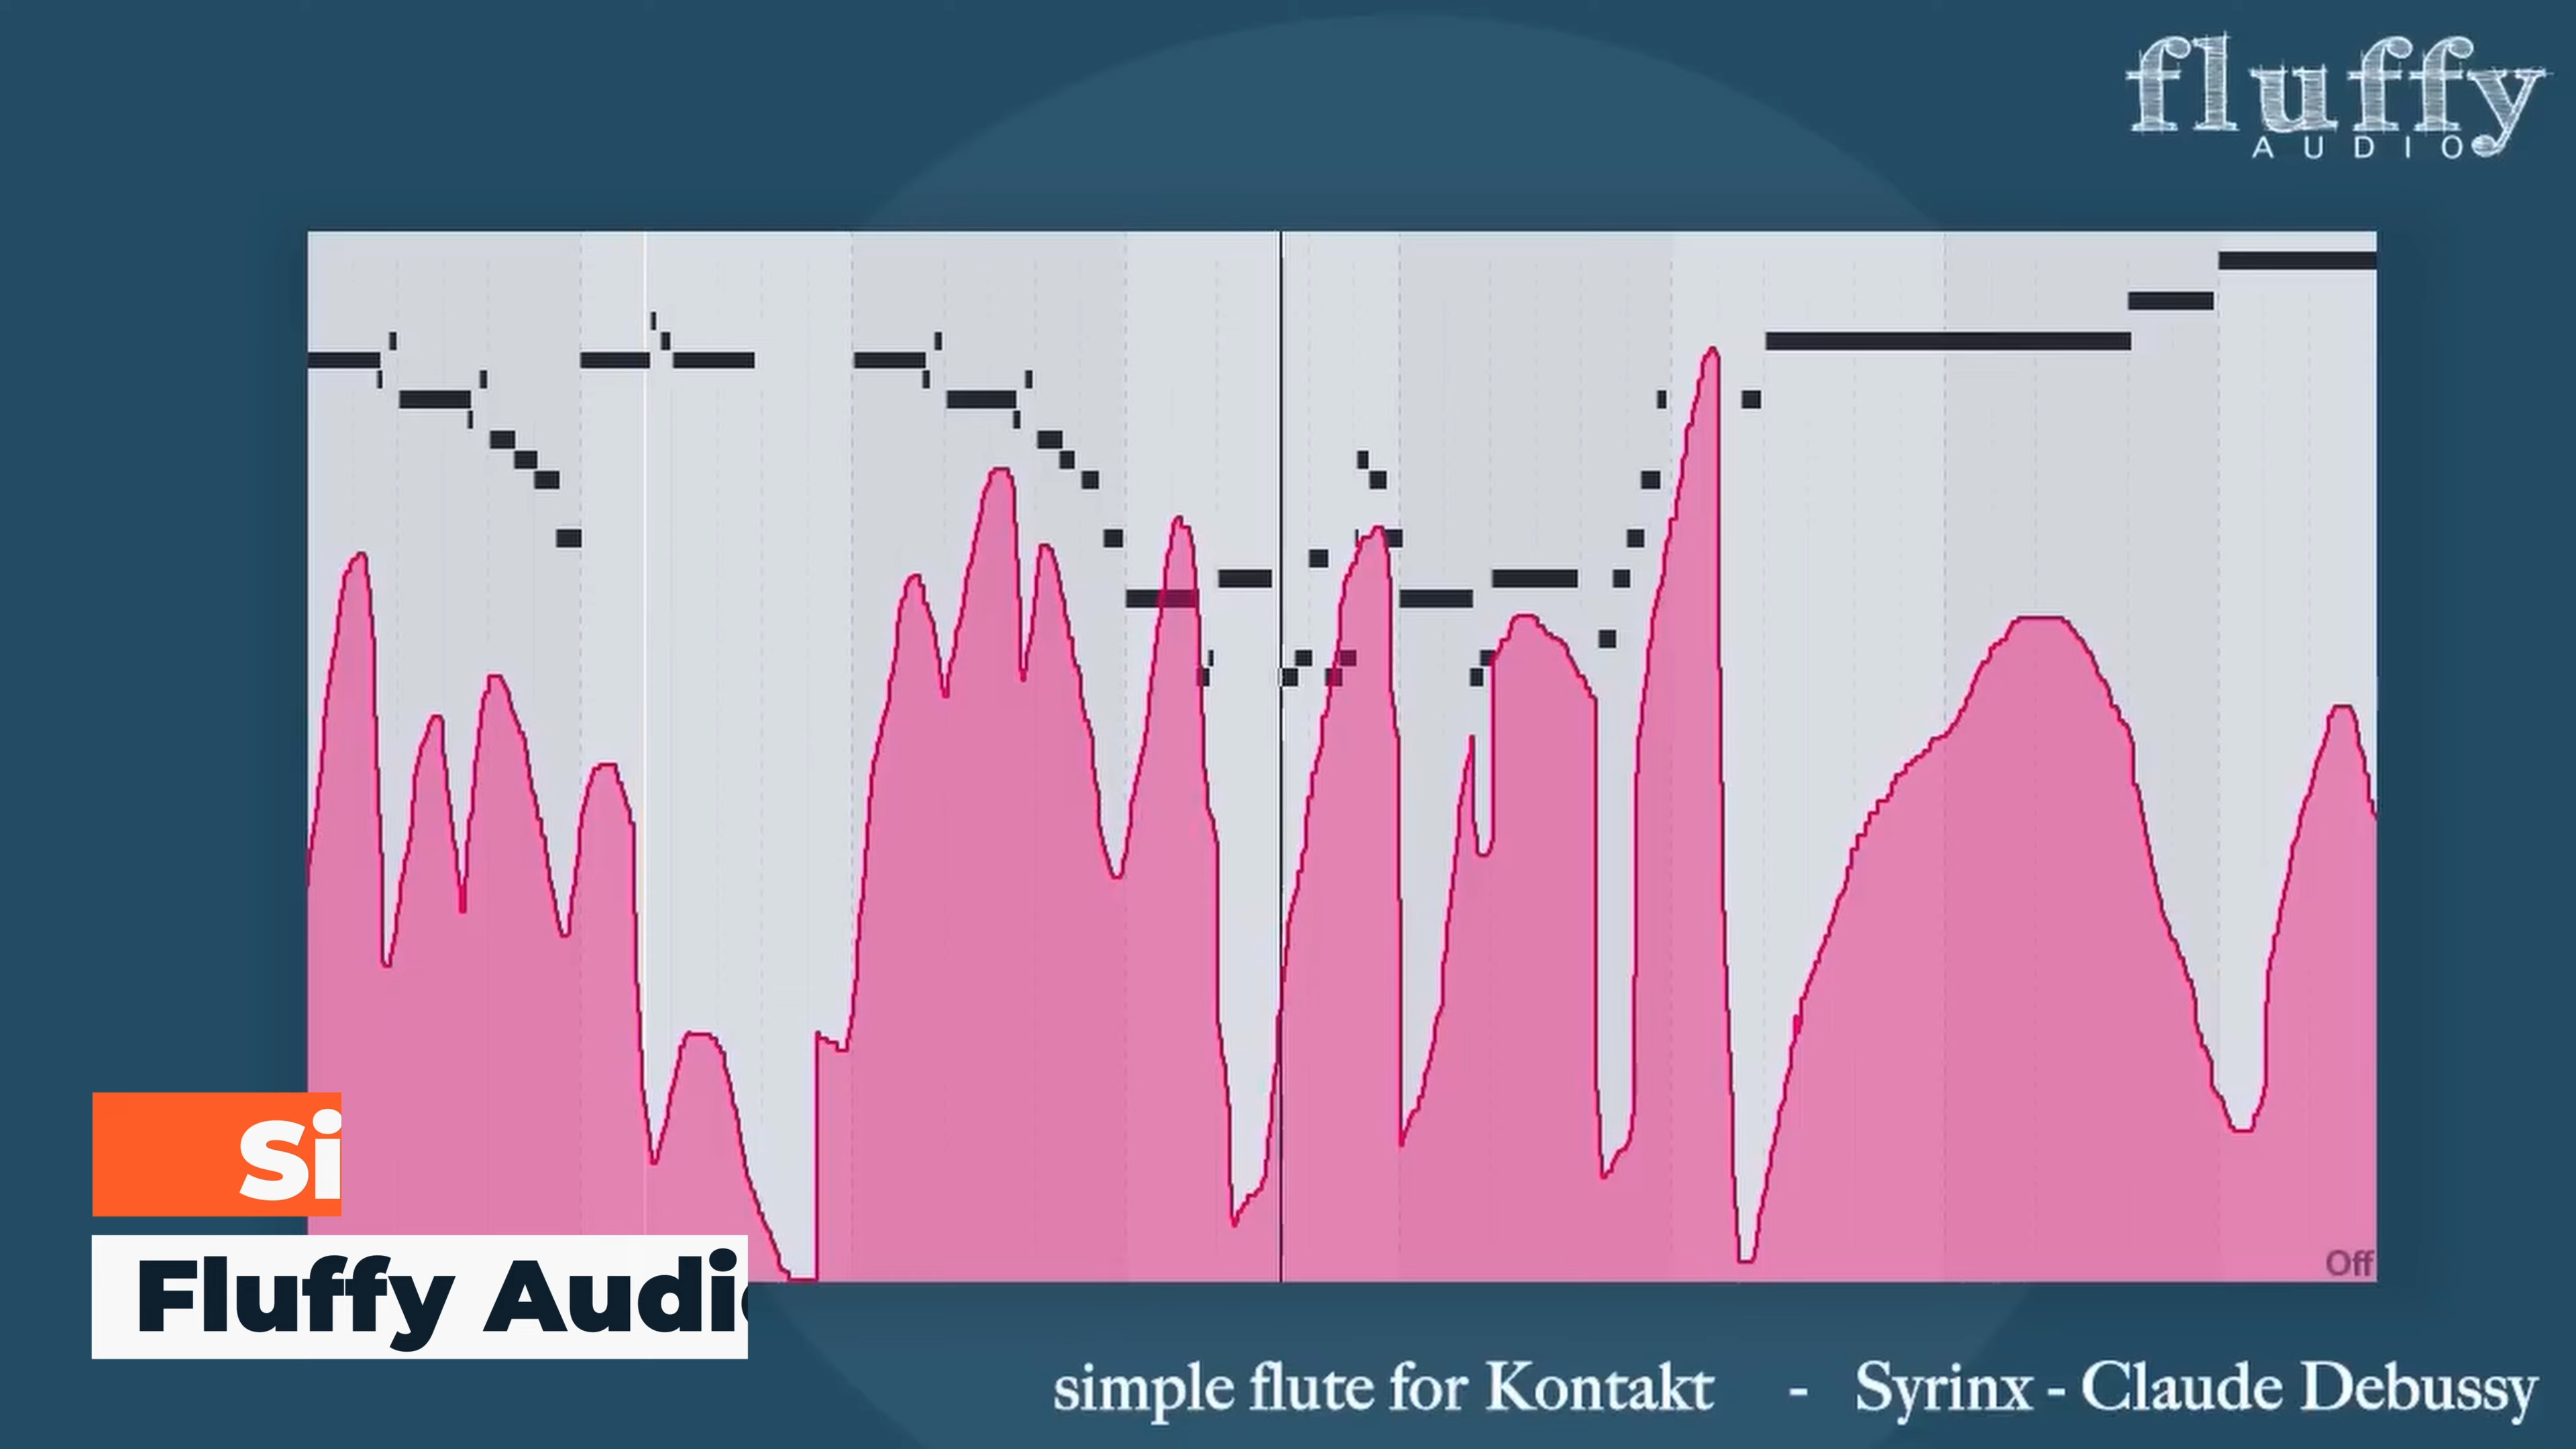 fluffy
AUDIO
Off
Si
Fluffy Audi
simple flute for Kontakt - Syrinx - Claude Debussy